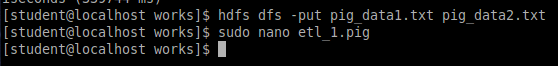 [student@localhost works]$ hdfs dfs -put pig_data1.txt pig_data2.txt
[student@localhost works]$ sudo nano etl_1.pig
[student@localhost works]$